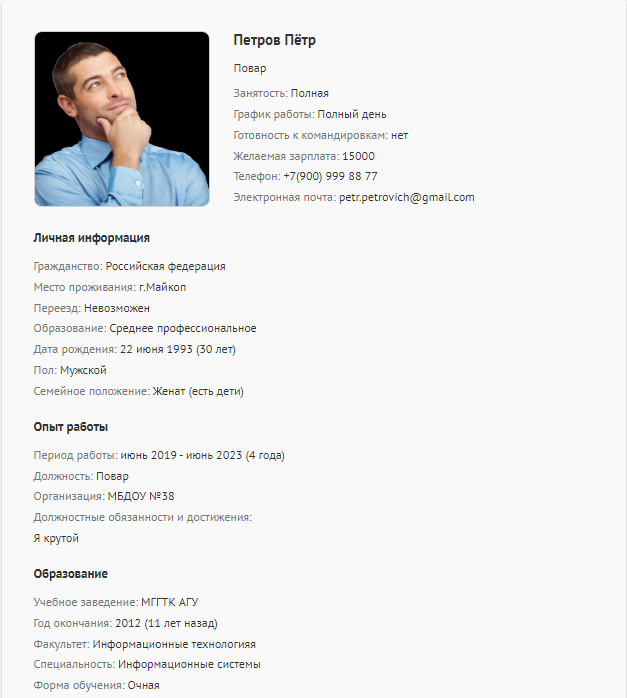 Петров Пётр
Повар
Занятость: Полная
График работы: Полный день
Готовность к командировкам: нет
Желаемая зарплата: 15000
Телефон: +7(900) 999 88 77
Электронная почта: petr.petrovich@gmail.com
Личная информация
Гражданство: Российская федерация
Место проживания: г.Майкоп
Переезд: Невозможен
Образование: Среднее профессиональное
Дата рождения: 22 июня 1993 (30 лет)
Пол: Мужской
Семейное положение: Женат (есть дети)
Опыт работы
Период работы: июнь 2019 - июнь 2023 (4 года)
Должность: Повар
Организация: МБДОУ №38
Должностные обязанности и достижения:
Я крутой
Образование
Учебное заведение: МГГТК АГУ
Год окончания: 2012 (11 лет назад)
Факультет: Информационные технологияя
Специальность: Информационные системы
Форма обучения: Очная